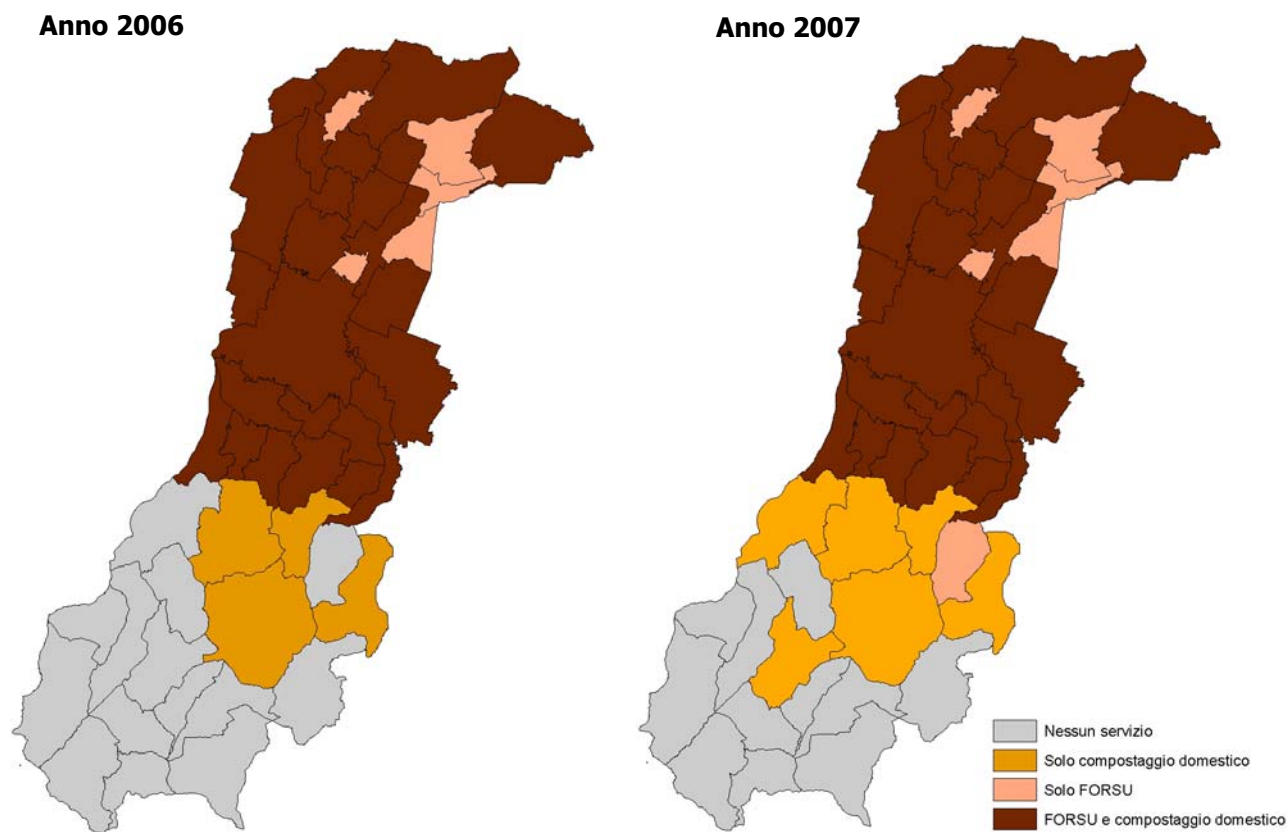 Anno 2006
Anno 2007
Nessun servizio
Solo compostaggio domestico
Solo FORSU
FORSU e compostaggio domestico